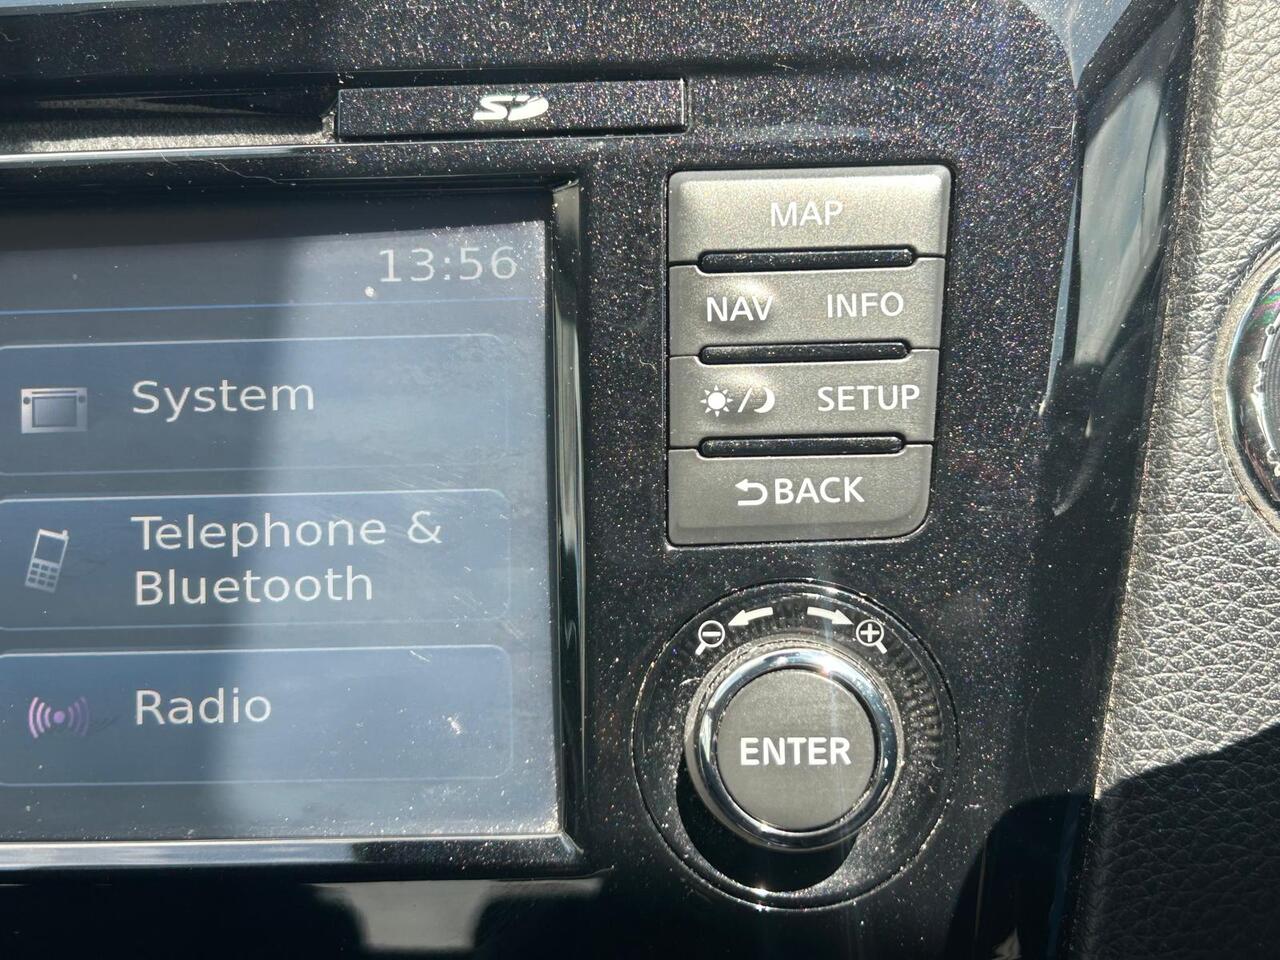 SD
13:56
System
Telephone &
Bluetooth
Radio
MAP
NAV INFO
/ SETUP
BACK
ENTER